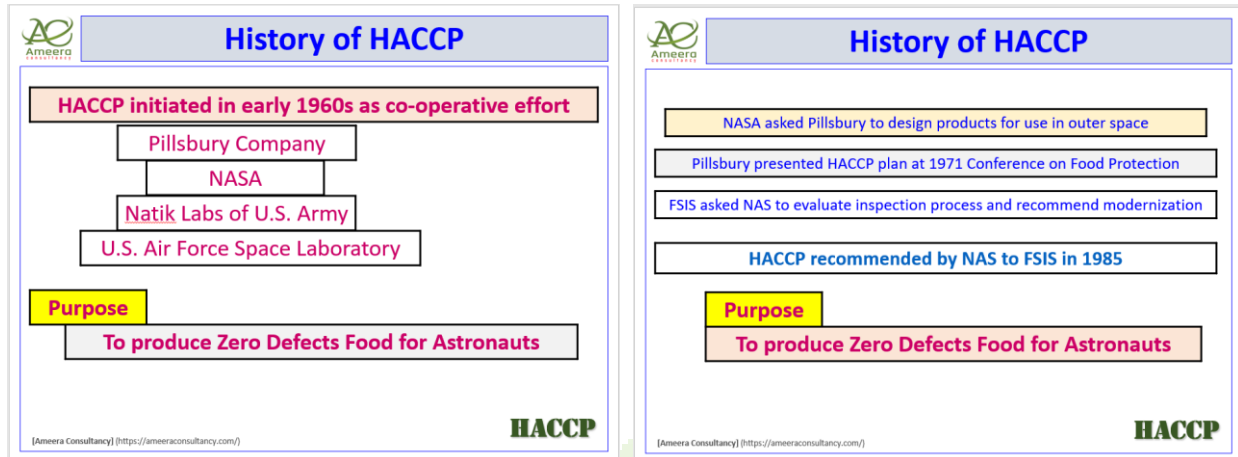 Ameera
CONSULTANCY
History of HACCP
HACCP initiated in early 1960s as co-operative effort
Pillsbury Company
NASA
Natik Labs of U.S. Army
U.S. Air Force Space Laboratory
Purpose
To produce Zero Defects Food for Astronauts
HACCP
[Ameera Consultancy] (https://ameeraconsultancy.com/)
Ameera
CONSULTANCY
History of HACCP
NASA asked Pillsbury to design products for use in outer space
Pillsbury presented HACCP plan at 1971 Conference on Food Protection
FSIS asked NAS to evaluate inspection process and recommend modernization
HACCP recommended by NAS to FSIS in 1985
Purpose
To produce Zero Defects Food for Astronauts
HACCP
[Ameera Consultancy] (https://ameeraconsultancy.com/)